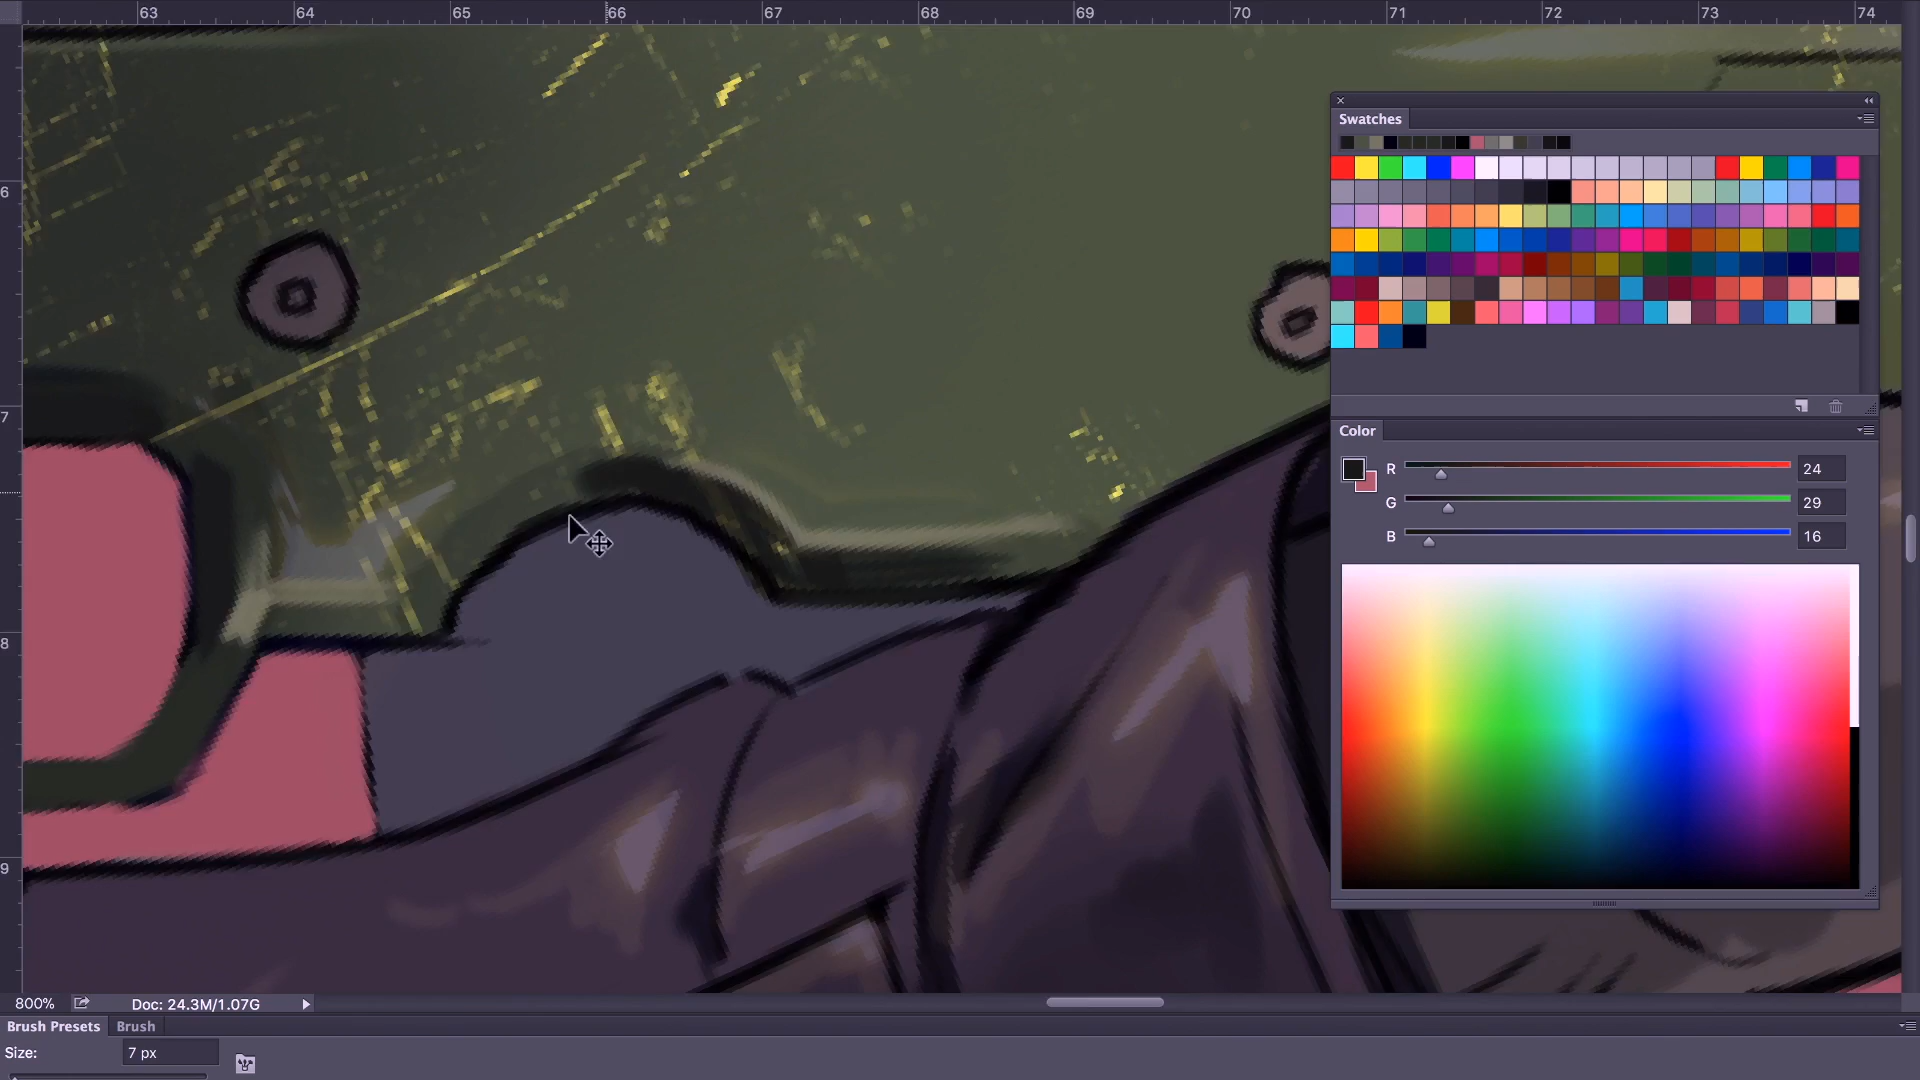 63 64 65 66 67 68 69 70 71 72 73 74
6
7
8
9
Swatches
Color
R 24
G 29
B 16
800% Doc: 24.3M/1.07G
Brush Presets Brush
Size: 7 px